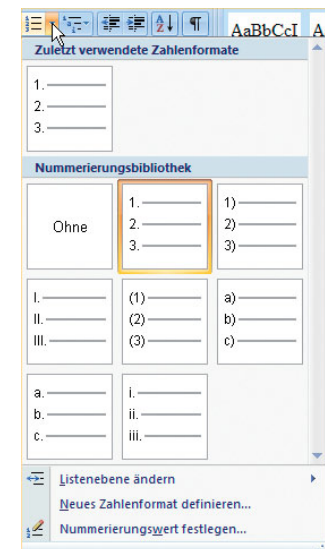 AaBbCcI A
Zuletzt verwendete Zahlenformate
1.
2.
3.
Nummerierungsbibliothek
Ohne
1.
2.
3.
1)
2)
3)
I.
II.
III.
(1)
(2)
(3)
a)
b)
c)
a.
b.
c.
i.
ii.
iii.
Listenebene ändern
Neues Zahlenformat definieren...
Nummerierungswert festlegen...